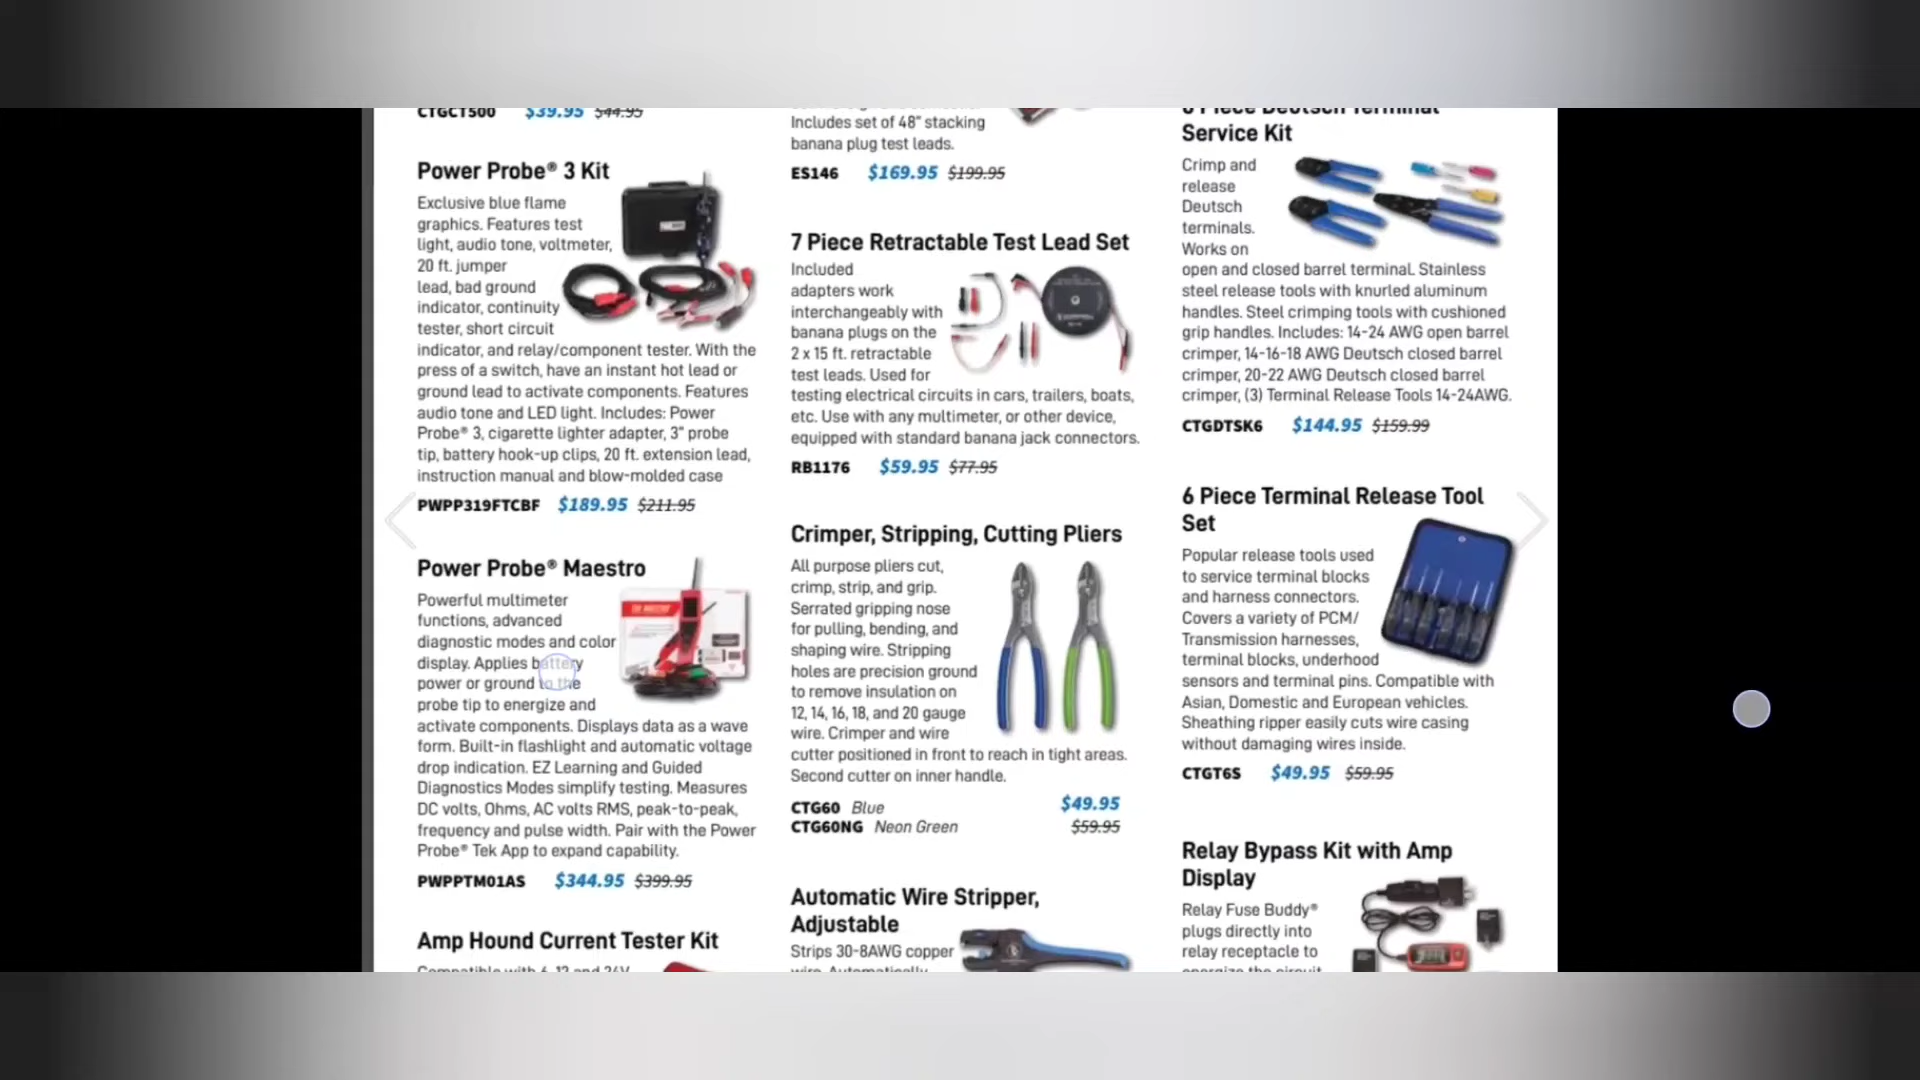 CTGCT500 $39.95 $44.95
Power Probe® 3 Kit
Exclusive blue flame
graphics. Features test
light, audio tone, voltmeter,
20 ft. jumper
lead, bad ground
indicator, continuity
tester, short circuit
indicator, and relay/component tester. With the
press of a switch, have an instant hot lead or
ground lead to activate components. Features
audio tone and LED light. Includes: Power
Probe® 3, cigarette lighter adapter, 3" probe
tip, battery hook-up clips, 20 ft. extension lead,
instruction manual and blow-molded case
PWPP319FTCBF $189.95 $211.95
Power Probe® Maestro
Powerful multimeter
functions, advanced
diagnostic modes and color
display. Applies battery
power or ground to the
probe tip to energize and
activate components. Displays data as a wave
form. Built-in flashlight and automatic voltage
drop indication. EZ Learning and Guided
Diagnostics Modes simplify testing. Measures
DC volts, Ohms, AC volts RMS, peak-to-peak,
frequency and pulse width. Pair with the Power
Probe® Tek App to expand capability.
PWPPTM01AS $344.95 $399.95
Amp Hound Current Tester Kit
Compatible with 6, 12 and 24V
Includes set of 48" stacking
banana plug test leads.
ES146 $169.95 $199.95
7 Piece Retractable Test Lead Set
Included
adapters work
interchangeably with
banana plugs on the
2 x 15 ft. retractable
test leads. Used for
testing electrical circuits in cars, trailers, boats,
etc. Use with any multimeter, or other device,
equipped with standard banana jack connectors.
RB1176 $59.95 $77.95
Crimper, Stripping, Cutting Pliers
All purpose pliers cut,
crimp, strip, and grip.
Serrated gripping nose
for pulling, bending, and
shaping wire. Stripping
holes are precision ground
to remove insulation on
12, 14, 16, 18, and 20 gauge
wire. Crimper and wire
cutter positioned in front to reach in tight areas.
Second cutter on inner handle.
CTG60 Blue $49.95
CTG60NG Neon Green $59.95
Automatic Wire Stripper,
Adjustable
Strips 30-8AWG copper
wire. Automatically
6 Piece Deutsch Terminal
Service Kit
Crimp and
release
Deutsch
terminals.
Works on
open and closed barrel terminal. Stainless
steel release tools with knurled aluminum
handles. Steel crimping tools with cushioned
grip handles. Includes: 14-24 AWG open barrel
crimper, 14-16-18 AWG Deutsch closed barrel
crimper, 20-22 AWG Deutsch closed barrel
crimper, (3) Terminal Release Tools 14-24AWG.
CTGDTSK6 $144.95 $159.99
6 Piece Terminal Release Tool
Set
Popular release tools used
to service terminal blocks
and harness connectors.
Covers a variety of PCM/
Transmission harnesses,
terminal blocks, underhood
sensors and terminal pins. Compatible with
Asian, Domestic and European vehicles.
Sheathing ripper easily cuts wire casing
without damaging wires inside.
CTGT6S $49.95 $59.95
Relay Bypass Kit with Amp
Display
Relay Fuse Buddy®
plugs directly into
relay receptacle to
energize the circuit